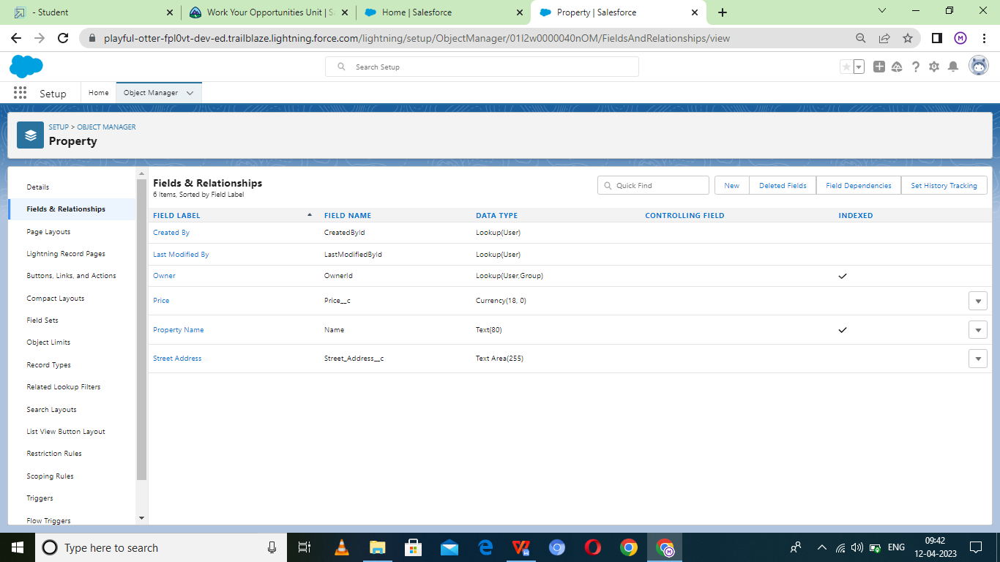 - Student
Work Your Opportunities Unit | S
Home | Salesforce
Property | Salesforce
playful-otter-fpl0vt-dev-ed.trailblaze.lightning.force.com/lightning/setup/ObjectManager/01I2w0000040nOM/FieldsAndRelationships/view
M
Search Setup
Setup
Home
Object Manager
SETUP > OBJECT MANAGER
Property
Details
Fields & Relationships
Page Layouts
Lightning Record Pages
Buttons, Links, and Actions
Compact Layouts
Field Sets
Object Limits
Record Types
Related Lookup Filters
Search Layouts
List View Button Layout
Restriction Rules
Scoping Rules
Triggers
Flow Triggers
Fields & Relationships
6 Items, Sorted by Field Label
Quick Find
New
Deleted Fields
Field Dependencies
Set History Tracking
FIELD LABEL FIELD NAME DATA TYPE CONTROLLING FIELD INDEXED
Created By CreatedById Lookup(User)
Last Modified By LastModifiedById Lookup(User)
Owner OwnerId Lookup(User,Group)
Price Price__c Currency(18, 0)
Property Name Name Text(80)
Street Address Street_Address__c Text Area(255)
Type here to search
ENG
09:42
12-04-2023